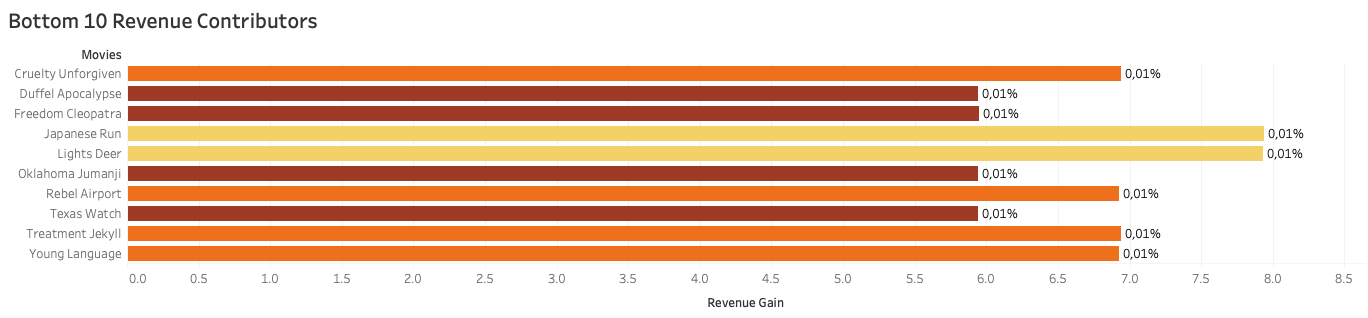 Bottom 10 Revenue Contributors
Movies
Cruelty Unforgiven 0,01%
Duffel Apocalypse 0,01%
Freedom Cleopatra 0,01%
Japanese Run 0,01%
Lights Deer 0,01%
Oklahoma Jumanji 0,01%
Rebel Airport 0,01%
Texas Watch 0,01%
Treatment Jekyll 0,01%
Young Language 0,01%
0.0 0.5 1.0 1.5 2.0 2.5 3.0 3.5 4.0 4.5 5.0 5.5 6.0 6.5 7.0 7.5 8.0 8.5
Revenue Gain